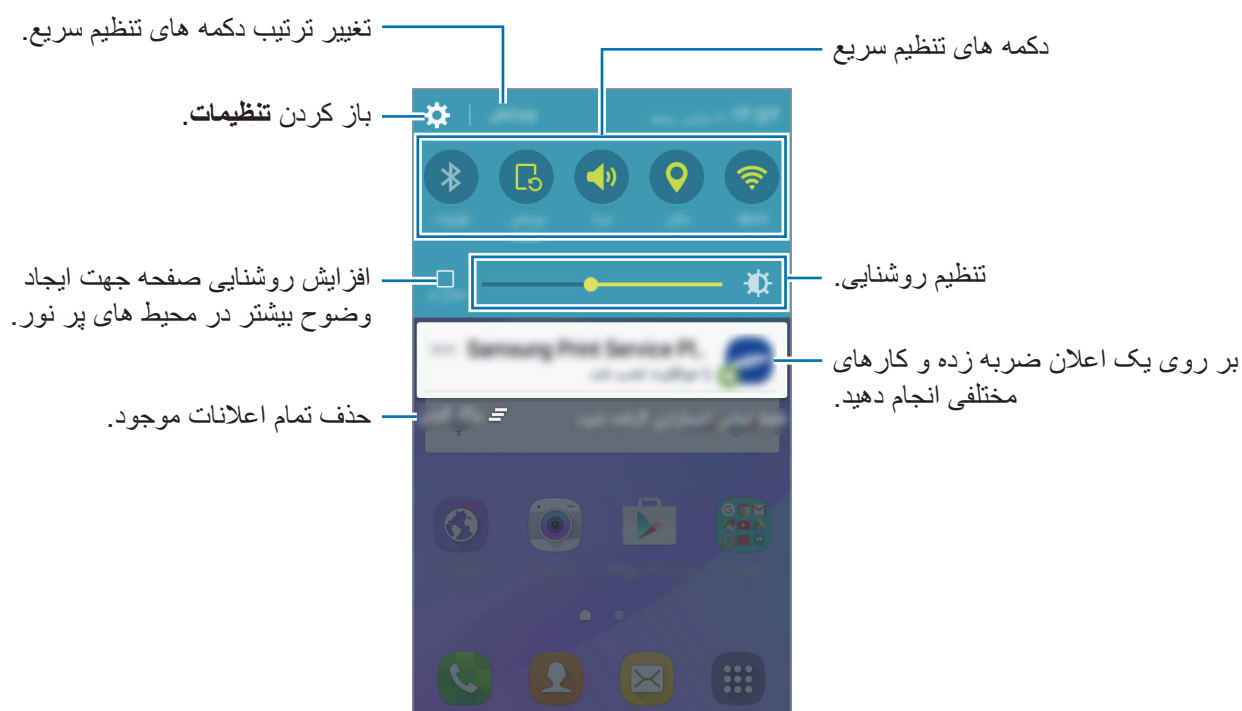 دکمه های تنظیم سریع
تغییر ترتیب دکمه های تنظیم سریع.
باز کردن تنظیمات.
تنظیم روشنایی.
افزایش روشنایی صفحه جهت ایجاد
وضوح بیشتر در محیط های پر نور.
Samsung Print Service Pl..
بر روی یک اعلان ضربه زده و کارهای
مختلفی انجام دهید.
حذف تمام اعلانات موجود.